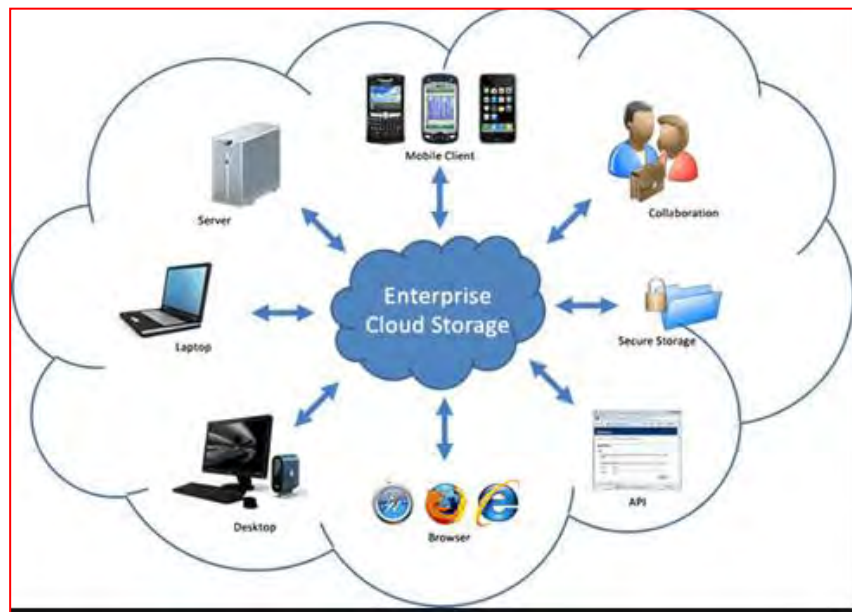 Mobile Client
Server
Collaboration
Enterprise
Cloud Storage
Laptop
Secure Storage
Desktop
Browser
API